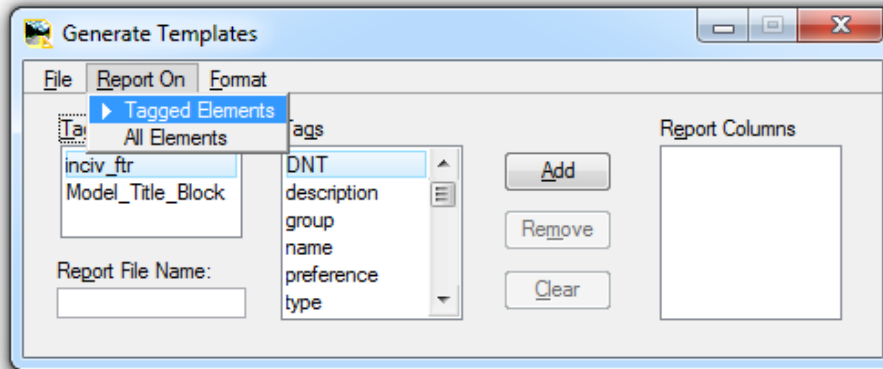 Generate Templates
File Report On Format
Tagged Elements
All Elements
Tags
Report Columns
inciv_ftr
Model_Title_Block
DNT
description
group
name
preference
type
Add
Remove
Clear
Report File Name: